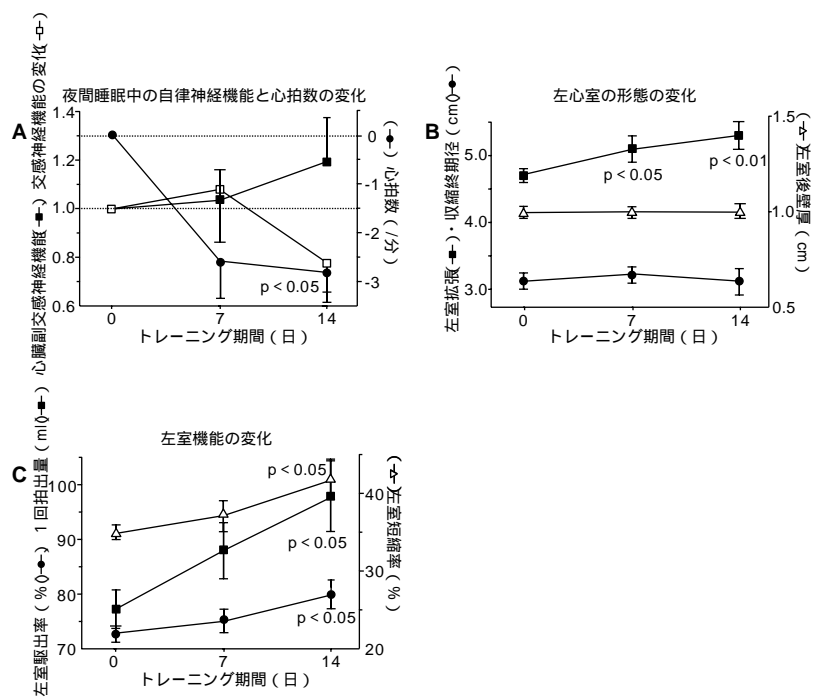 A
夜間睡眠中の自律神経機能と心拍数の変化
心臓副交感神経機能(■) 交感神経機能の変化(□)
1.4
1.2
1.0
0.8
0.6
0
-1
-2
-3
(●) 心拍数(/分)
p < 0.05
0 7 14
トレーニング期間(日)
B
左心室の形態の変化
左室拡張(■)・収縮終期径(cm)(●)
5.0
4.0
3.0
1.5
1.0
0.5
(△)左室後壁厚(cm)
p < 0.05
p < 0.01
0 7 14
トレーニング期間(日)
C
左室機能の変化
左室駆出率(%)(●) 1回拍出量(ml)(■)
100
90
80
70
40
30
20
(△)左室短縮率(%)
p < 0.05
p < 0.05
p < 0.05
0 7 14
トレーニング期間(日)